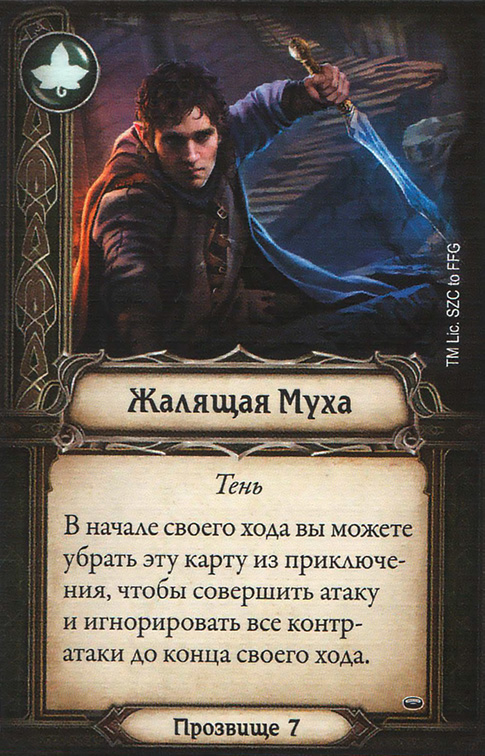 TM Lic. SZC to FFG
Жалящая Муха
Тень
В начале своего хода вы можете
убрать эту карту из приключе-
ния, чтобы совершить атаку
и игнорировать все контр-
атаки до конца своего хода.
Прозвище 7